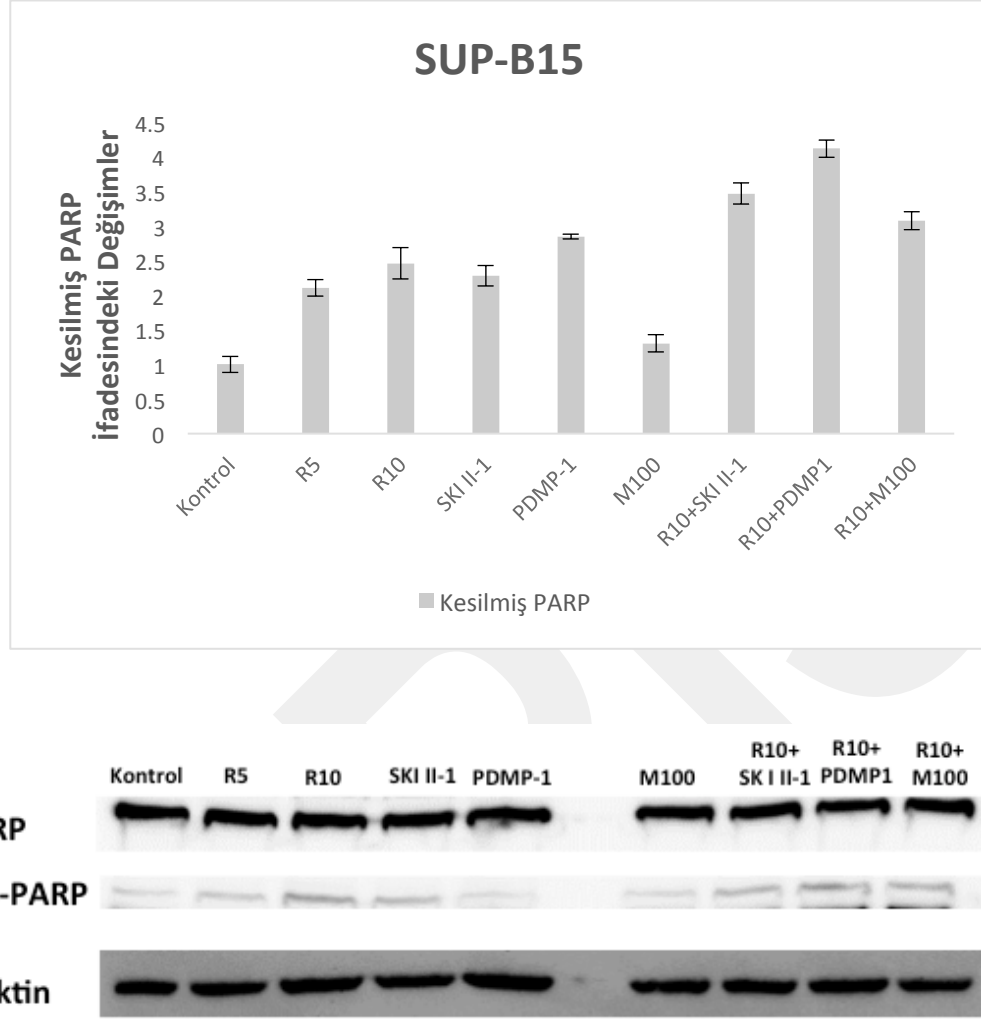 SUP-B15
Kesilmiş PARP
İfadesindeki Değişimler
4.5
4
3.5
3
2.5
2
1.5
1
0.5
0
Kontrol
R5
R10
SKI II-1
PDMP-1
M100
R10+SKI II-1
R10+PDMP1
R10+M100
Kesilmiş PARP
Kontrol R5 R10 SKI II-1 PDMP-1 M100 R10+ SK I II-1 R10+ PDMP1 R10+ M100
RP
-PARP
ktin